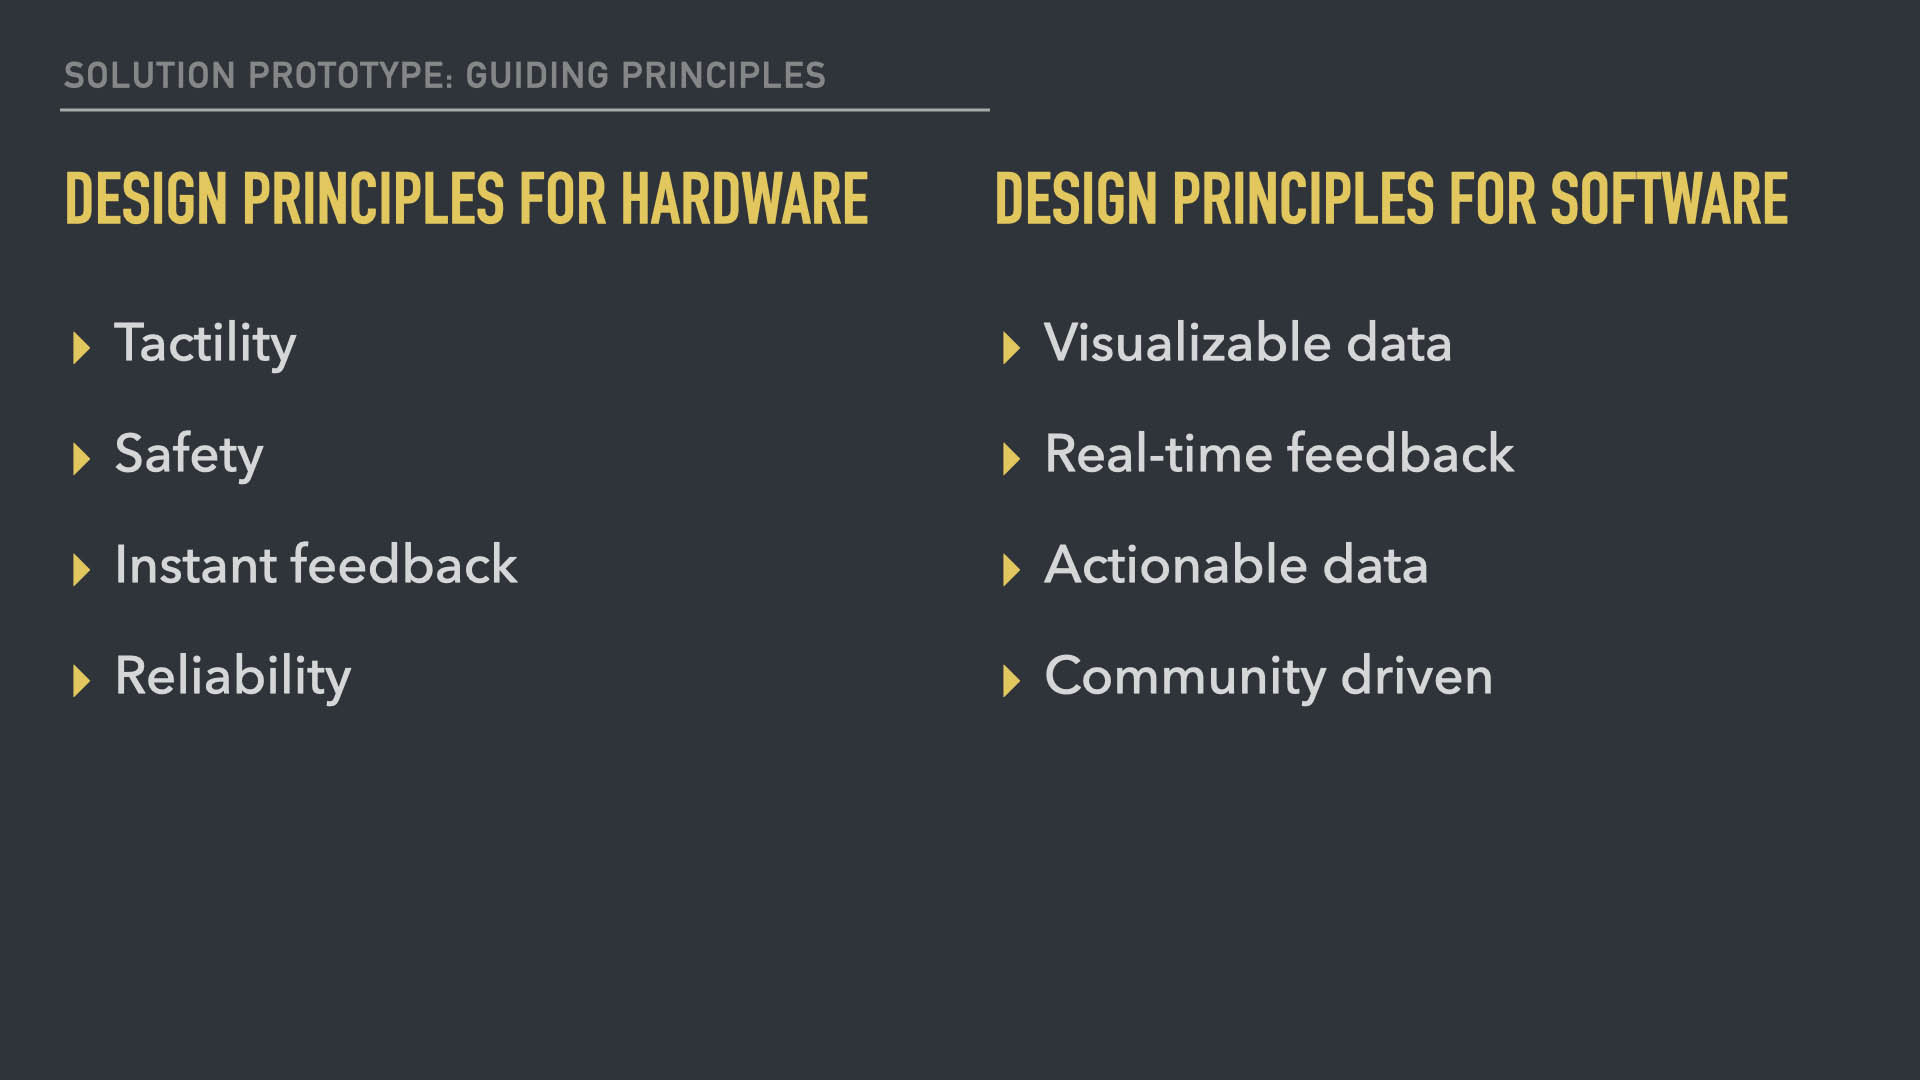 SOLUTION PROTOTYPE: GUIDING PRINCIPLES
DESIGN PRINCIPLES FOR HARDWARE
Tactility
Safety
Instant feedback
Reliability
DESIGN PRINCIPLES FOR SOFTWARE
Visualizable data
Real-time feedback
Actionable data
Community driven